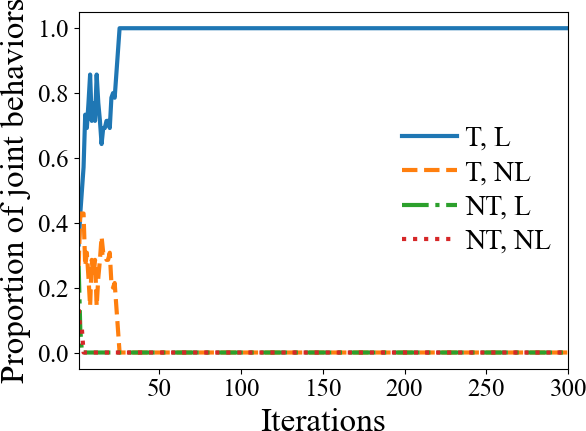 Proportion of joint behaviors
1.0
0.8
0.6
0.4
0.2
0.0
T, L
T, NL
NT, L
NT, NL
50 100 150 200 250 300
Iterations